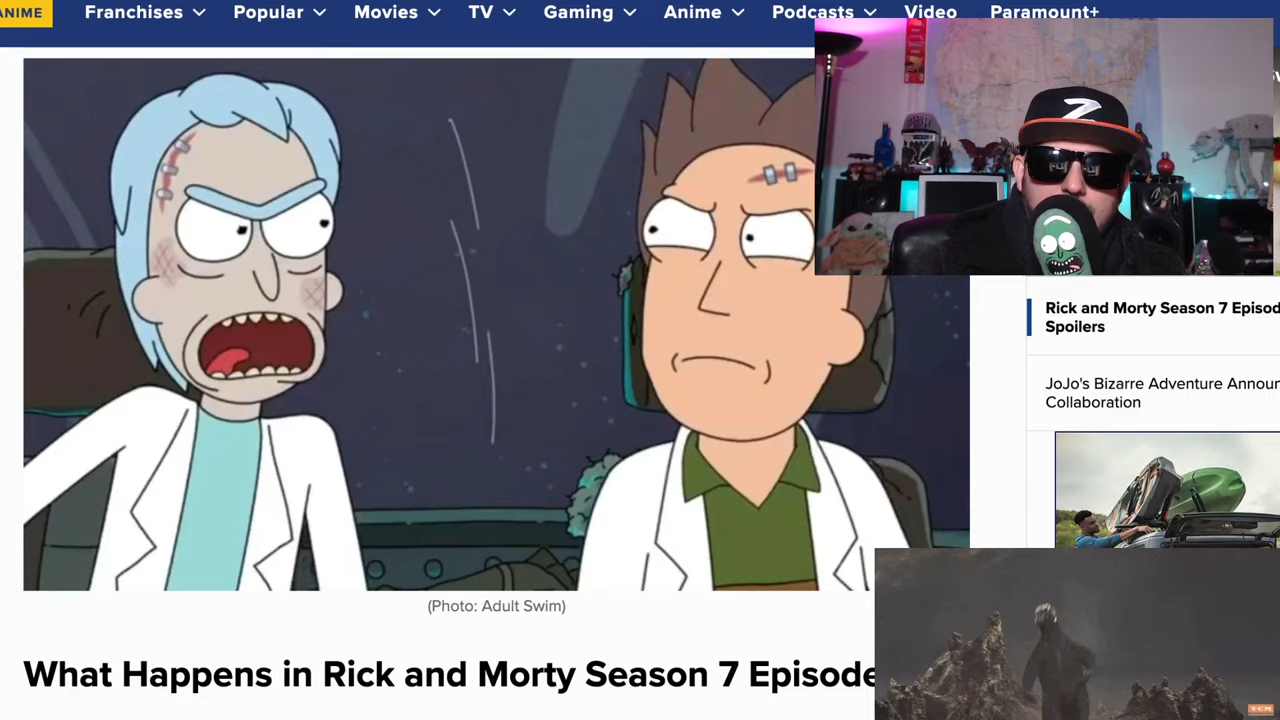 ANIME
Franchises
Popular
Movies
TV
Gaming
Anime
Podcasts
Video
Paramount+
(Photo: Adult Swim)
What Happens in Rick and Morty Season 7 Episode
Rick and Morty Season 7 Episod
Spoilers
JoJo's Bizarre Adventure Announ
Collaboration
TCM